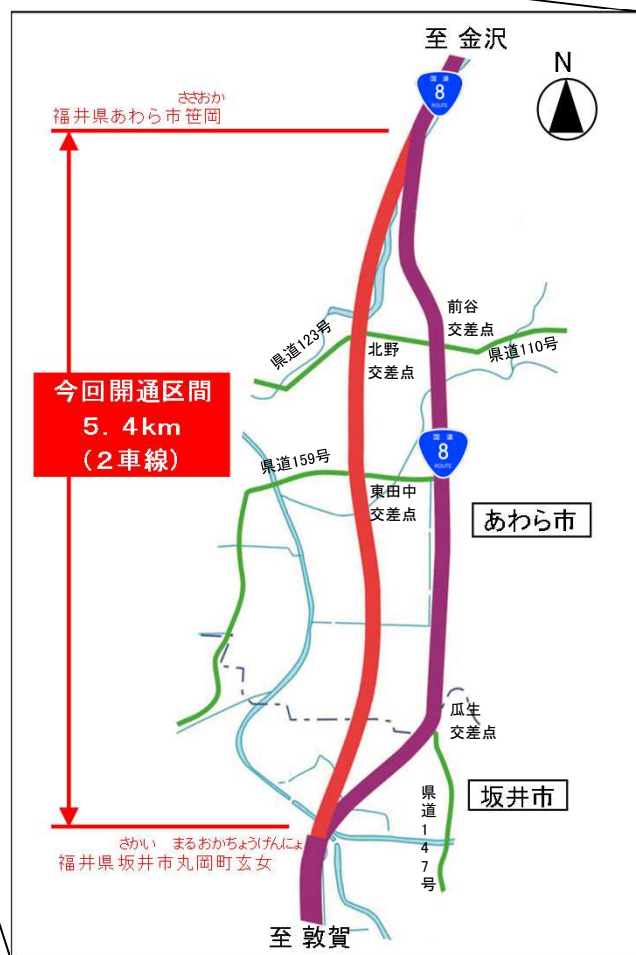 至 金沢
国道
8
ROUTE
N
ささおか
福井県あわら市笹岡
前谷
交差点
県道123号
北野
交差点
県道110号
今回開通区間
5. 4km
(2車線)
国道
8
ROUTE
県道159号
東田中
交差点
あわら市
瓜生
交差点
坂井市
県道147号
さかい まるおかちょうげんにょ
福井県坂井市丸岡町玄女
至 敦賀